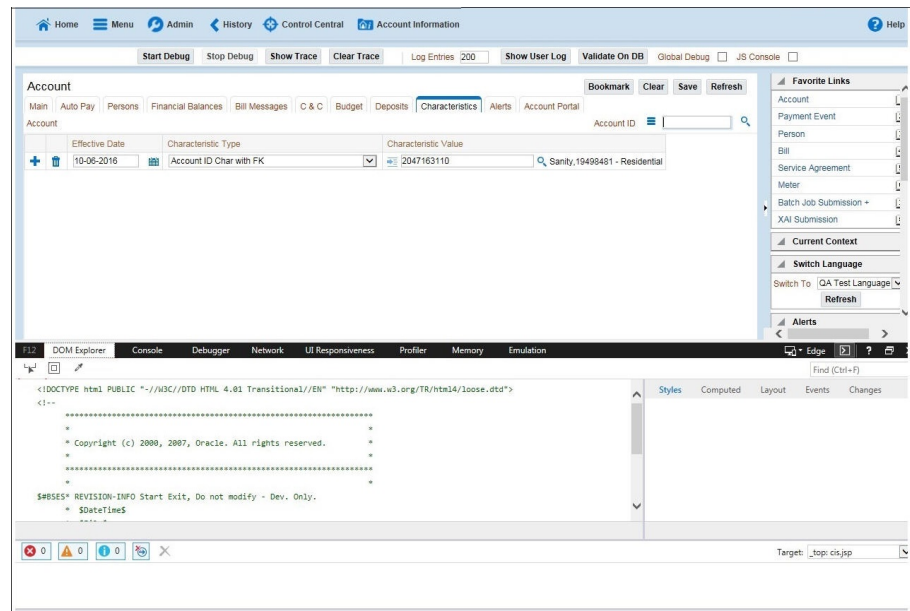 Home Menu Admin History Control Central Account Information Help
Start Debug Stop Debug Show Trace Clear Trace Log Entries 200 Show User Log Validate On DB Global Debug JS Console
Account Bookmark Clear Save Refresh
Main Auto Pay Persons Financial Balances Bill Messages C & C Budget Deposits Characteristics Alerts Account Portal
Account Account ID
Effective Date Characteristic Type Characteristic Value
10-06-2016 Account ID Char with FK 2047163110 Sanity,19498481 - Residential
Favorite Links
Account
Payment Event
Person
Bill
Service Agreement
Meter
Batch Job Submission +
XAI Submission
Current Context
Switch Language
Switch To QA Test Language
Refresh
Alerts
F12 DOM Explorer Console Debugger Network UI Responsiveness Profiler Memory Emulation Edge ?
Find (Ctrl+F)
<!DOCTYPE html PUBLIC "-//W3C//DTD HTML 4.01 Transitional//EN" "http://www.w3.org/TR/html4/loose.dtd">
<!--
*******************************************************************
* *
* Copyright (c) 2000, 2007, Oracle. All rights reserved. *
* *
*******************************************************************
* *
$#BSES* REVISION-INFO Start Exit, Do not modify - Dev. Only.
* $DateTime$
Styles Computed Layout Events Changes
0 0 0
Target: _top: cis.jsp